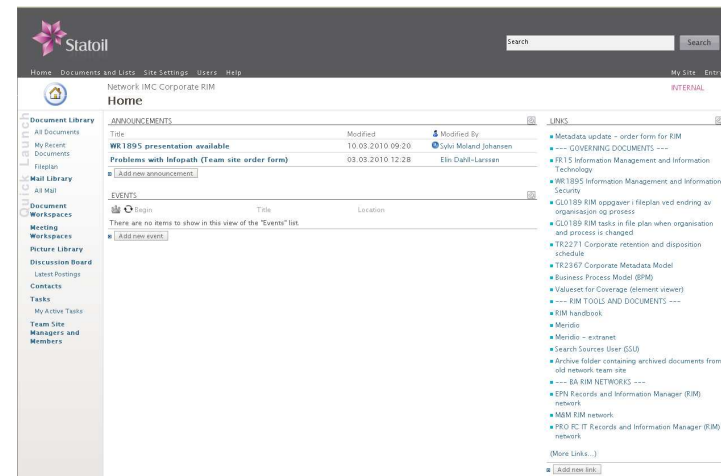 Statoil
Search
Search
Home Documents and Lists Site Settings Users Help
My Site Entr
Network IMC Corporate RIM
INTERNAL
Home
Quick Launch
Document Library
All Documents
My Recent Documents
Fileplan
Mail Library
All Mail
Document Workspaces
Meeting Workspaces
Picture Library
Discussion Board
Latest Postings
Contacts
Tasks
My Active Tasks
Team Site Managers and Members
ANNOUNCEMENTS
Title Modified Modified By
WR1895 presentation available 10.03.2010 09:20 Sylvi Moland Johansen
Problems with Infopath (Team site order form) 03.03.2010 12:28 Elin Dahll-Larssen
Add new announcement
EVENTS
Begin Title Location
There are no items to show in this view of the "Events" list
Add new event
LINKS
Metadata update - order form for RIM
--- GOVERNING DOCUMENTS ---
FR15 Information Management and Information
Technology
WR1895 Information Management and Information
Security
GL0189 RIM oppgaver i fileplan ved endring av
organisasjon og prosess
GL0189 RIM tasks in file plan when organisation
and process is changed
TR2271 Corporate retention and disposition
schedule
TR2367 Corporate Metadata Model
Business Process Model (BPM)
Valueset for Coverage (element viewer)
--- RIM TOOLS AND DOCUMENTS ---
RIM handbook
Meridio
Meridio - extranet
Search Sources User (SSU)
Archive folder containing archived documents from
old network team site
--- BA RIM NETWORKS ---
EPN Records and Information Manager (RIM)
network
M&M RIM network
PRO FC IT Records and Information Manager (RIM)
network
(More Links...)
Add new link